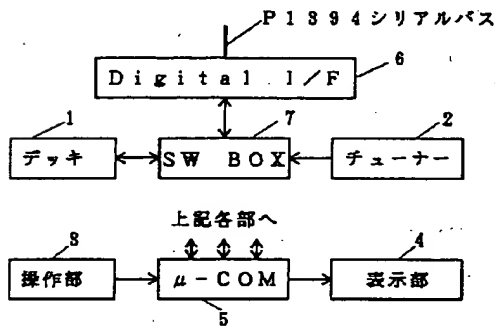 P1394シリアルバス
6
Digital I/F
1
7
2
デッキ
SW BOX
チューナー
上記各部へ
3
4
操作部
μ-COM
表示部
5